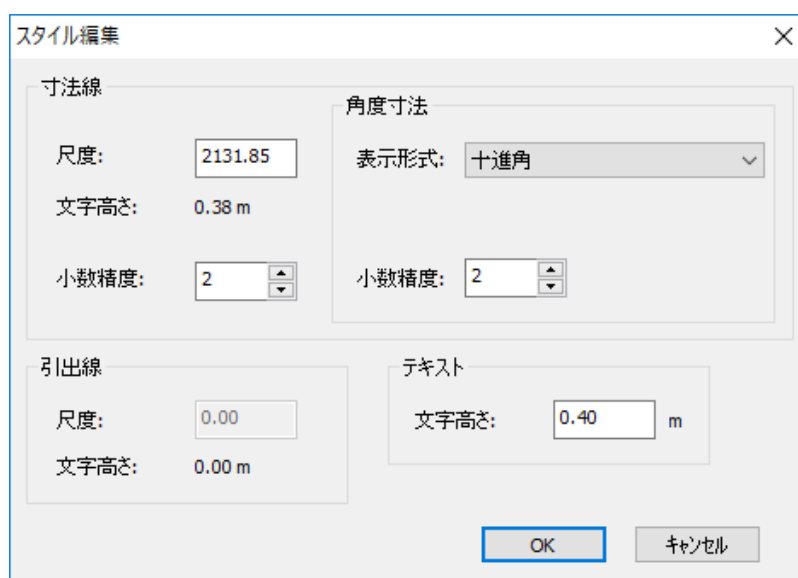 スタイル編集
寸法線
尺度: 2131.85
文字高さ: 0.38 m
小数精度: 2
角度寸法
表示形式: 十進角
小数精度: 2
引出線
尺度: 0.00
文字高さ: 0.00 m
テキスト
文字高さ: 0.40 m
OK キャンセル